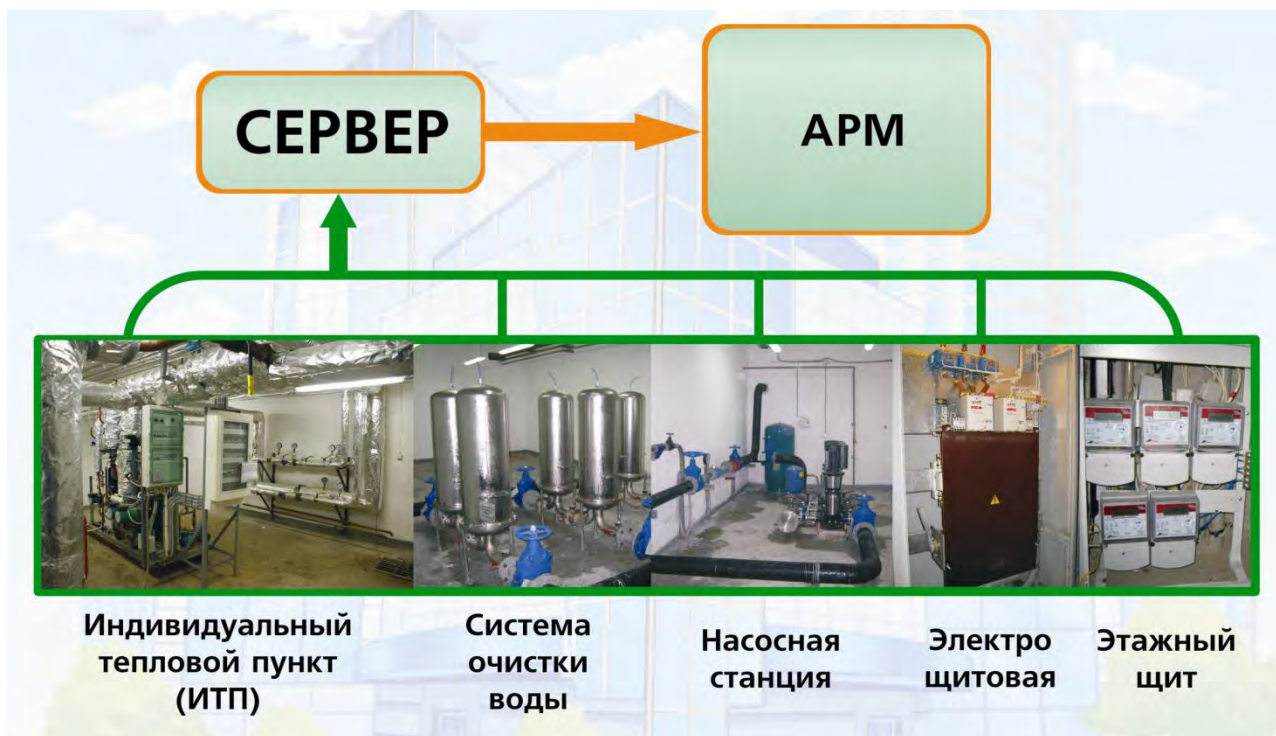 СЕРВЕР
АРМ
Индивидуальный
тепловой пункт
(ИТП)
Система
очистки
воды
Насосная
станция
Электро
щитовая
Этажный
щит